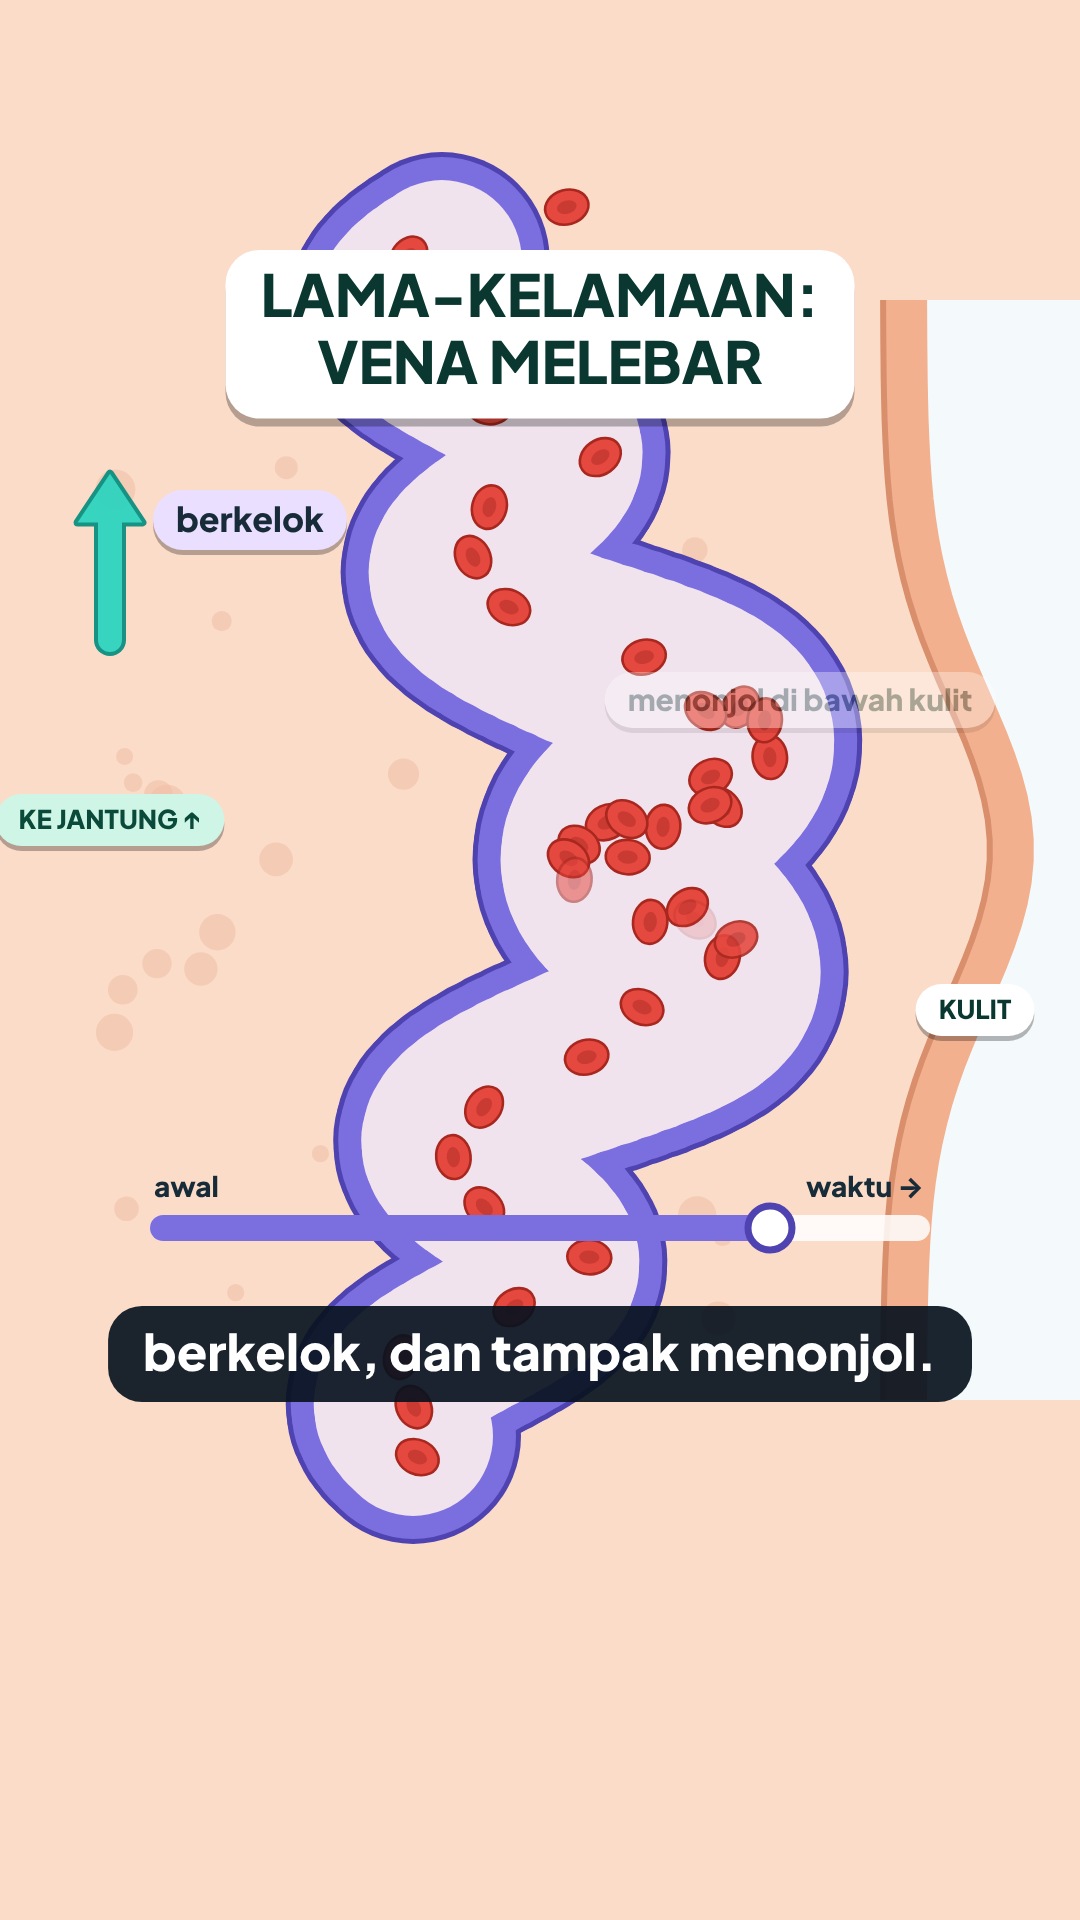 LAMA-KELAMAAN:
VENA MELEBAR
berkelok
menonjol di bawah kulit
KE JANTUNG ↑
KULIT
awal
waktu →
berkelok, dan tampak menonjol.